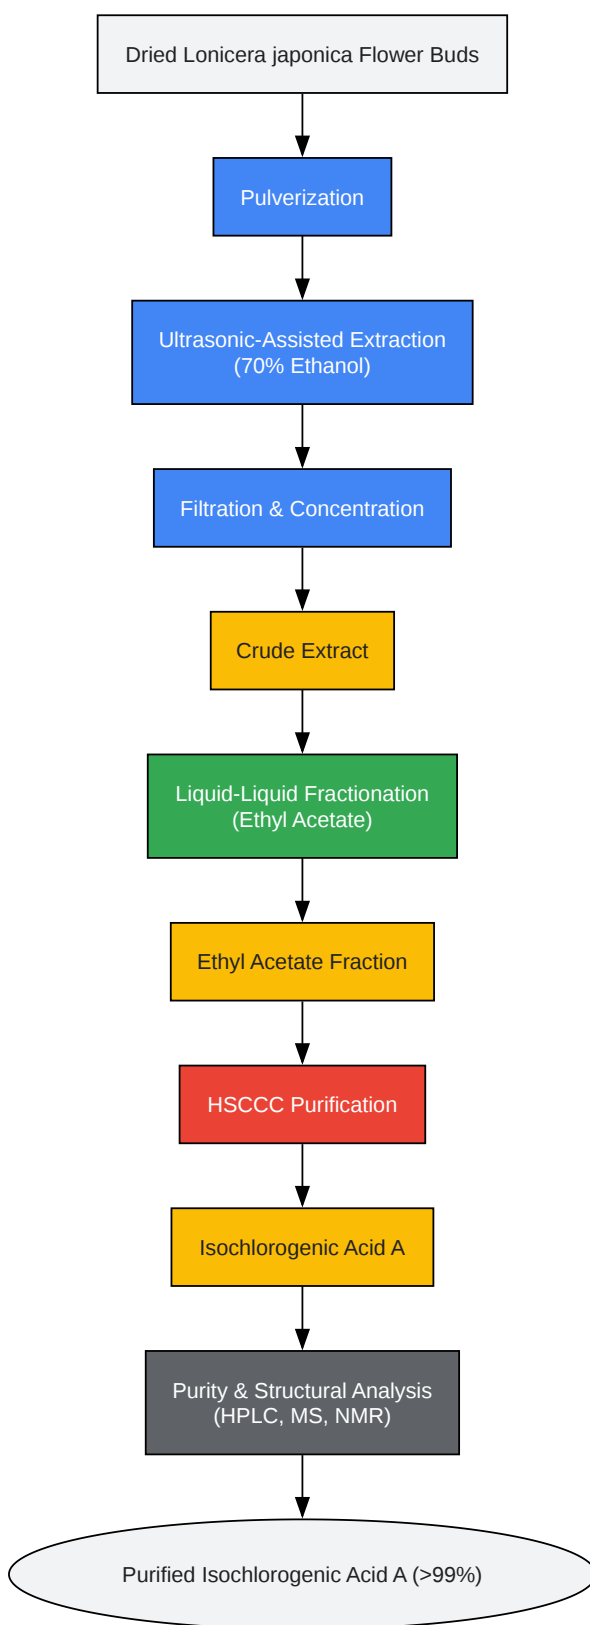 Dried Lonicera japonica Flower Buds
Pulverization
Ultrasonic-Assisted Extraction
(70% Ethanol)
Filtration & Concentration
Crude Extract
Liquid-Liquid Fractionation
(Ethyl Acetate)
Ethyl Acetate Fraction
HSCCC Purification
Isochlorogenic Acid A
Purity & Structural Analysis
(HPLC, MS, NMR)
Purified Isochlorogenic Acid A (>99%)